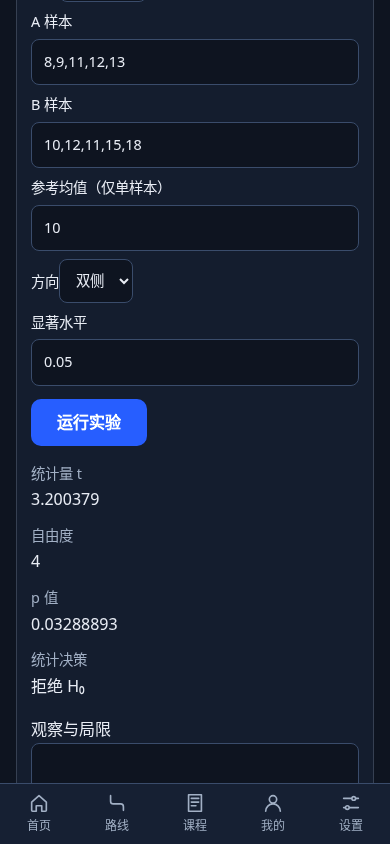 A 样本
8,9,11,12,13
B 样本
10,12,11,15,18
参考均值（仅单样本）
10
方向 双侧
显著水平
0.05
运行实验
统计量 t
3.200379
自由度
4
p 值
0.03288893
统计决策
拒绝 H₀
观察与局限
首页 路线 课程 我的 设置